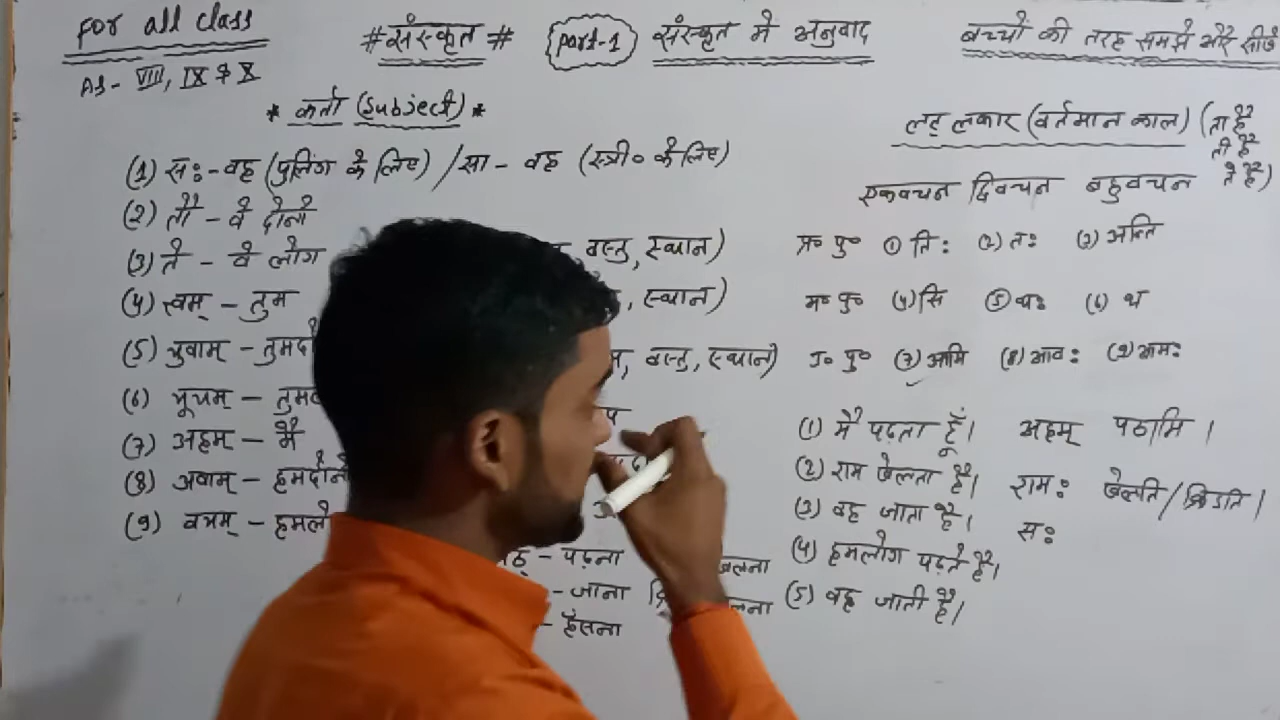 For all class
As - VIII, IX & X
# संस्कृत # Part-1 संस्कृत मे अनुवाद
बच्चों की तरह समझे और सीखें
* कर्ता (Subject) *
(1) सः - वह (पुलिंग के लिए) / सा - वह (स्त्री० के लिए)
(2) तौ - वे दोनो
(3) ते - वे लोग वस्तु, स्थान)
(4) त्वम् - तुम , स्थान)
(5) युवाम् - तुमदो वस्तु, स्थान)
(6) यूयम् - तुम
(7) अहम् - मै
(8) अवाम् - हमदोनो
(9) वयम् - हमलो
- पढ़ना
- जाना
- हँसना
लट् लकार (वर्तमान काल) (ता है
ती है
ते है)
एकवचन द्विवचन बहुवचन
प्र० पु० (1) ति : (2) तः (3) अन्ति
म० पु० (4) सि (5) थः (6) थ
उ० पु० (7) आमि (8) आवः (9) आमः
(1) मै पढ़ता हूँ। अहम् पठामि ।
(2) राम खेलता है। रामः खेलति / क्रिडति ।
(3) वह जाता है। सः
(4) हमलोग पढ़ते है।
(5) वह जाती है।